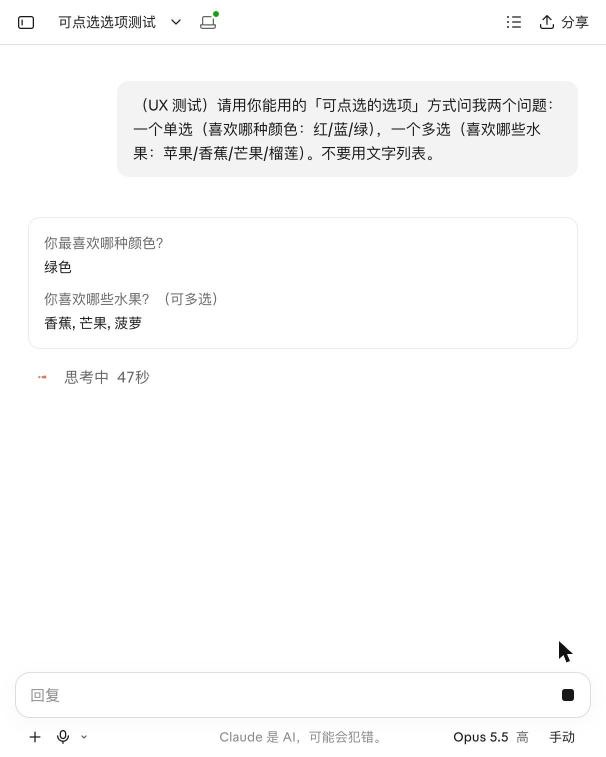 可点选选项测试
分享
（UX 测试）请用你能用的「可点选的选项」方式问我两个问题：
一个单选（喜欢哪种颜色：红/蓝/绿），一个多选（喜欢哪些水
果：苹果/香蕉/芒果/榴莲）。不要用文字列表。
你最喜欢哪种颜色？
绿色
你喜欢哪些水果？（可多选）
香蕉, 芒果, 菠萝
思考中 47秒
回复
Claude 是 AI，可能会犯错。
Opus 5.5 高 手动